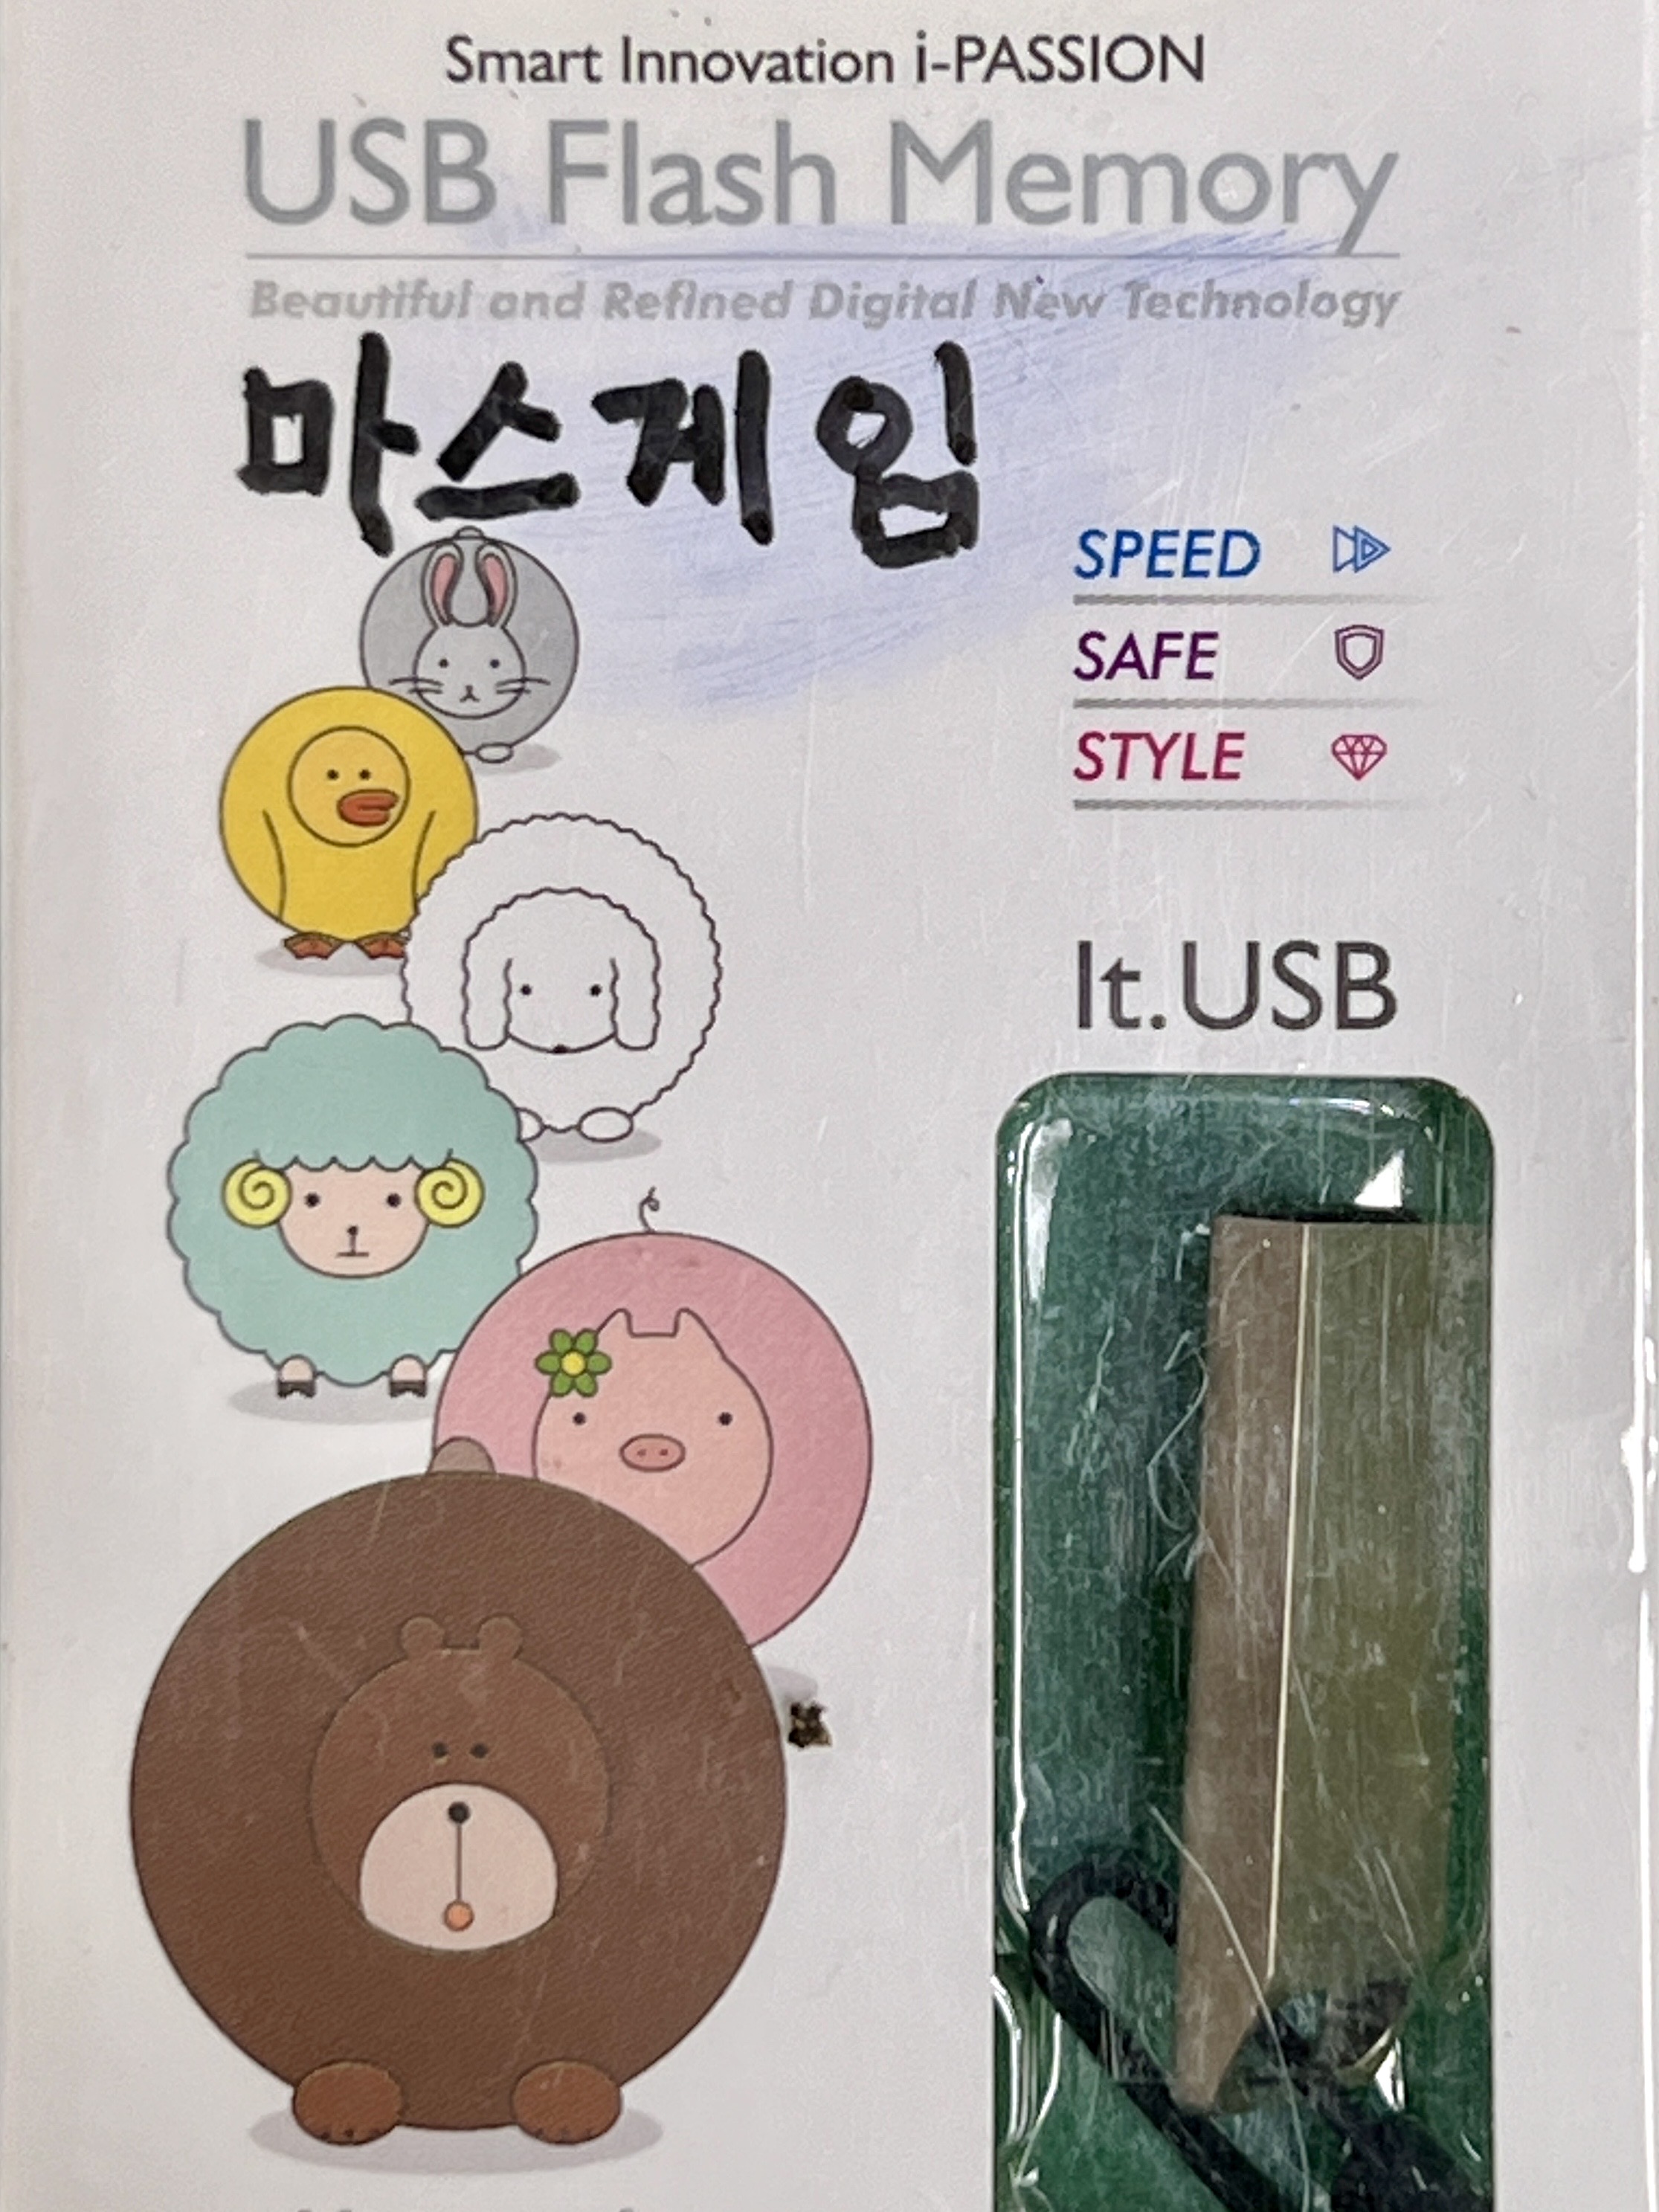 Smart Innovation i-PASSION
USB Flash Memory
Beautiful and Refined Digital New Technology
마스게임
SPEED
SAFE
STYLE
It.USB